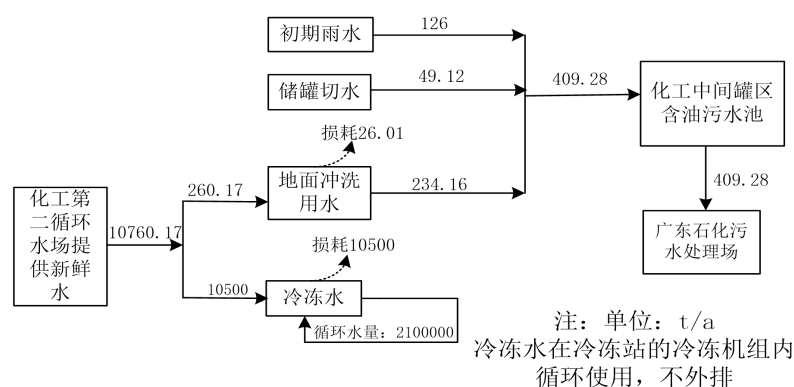 初期雨水
126
储罐切水
49.12
409.28
化工中间罐区
含油污水池
损耗26.01
260.17
地面冲洗
用水
234.16
409.28
化工第
二循环
水场提
供新鲜
水
10760.17
广东石化污
水处理场
损耗10500
10500
冷冻水
循环水量：2100000
注：单位：t/a
冷冻水在冷冻站的冷冻机组内
循环使用，不外排